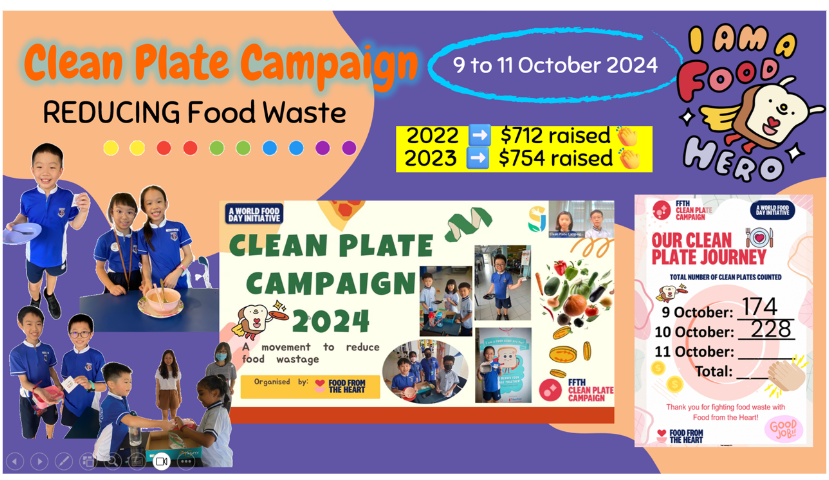 Clean Plate Campaign
REDUCING Food Waste
9 to 11 October 2024
2022 ➡️ $712 raised 👏
2023 ➡️ $754 raised 👏
I AM A
FOOD
HERO
A WORLD FOOD
DAY INITIATIVE
CLEAN PLATE
CAMPAIGN
2024
A movement to reduce
food wastage
Organised by: FOOD FROM
THE HEART
FFTH
CLEAN PLATE
CAMPAIGN
FFTH
CLEAN PLATE
CAMPAIGN
A WORLD FOOD
DAY INITIATIVE
OUR CLEAN
PLATE JOURNEY
TOTAL NUMBER OF CLEAN PLATES COUNTED
9 October: 174
10 October: 228
11 October:
Total:
Thank you for fighting food waste with
Food from the Heart!
FOOD FROM
THE HEART
GOOD
JOB!!